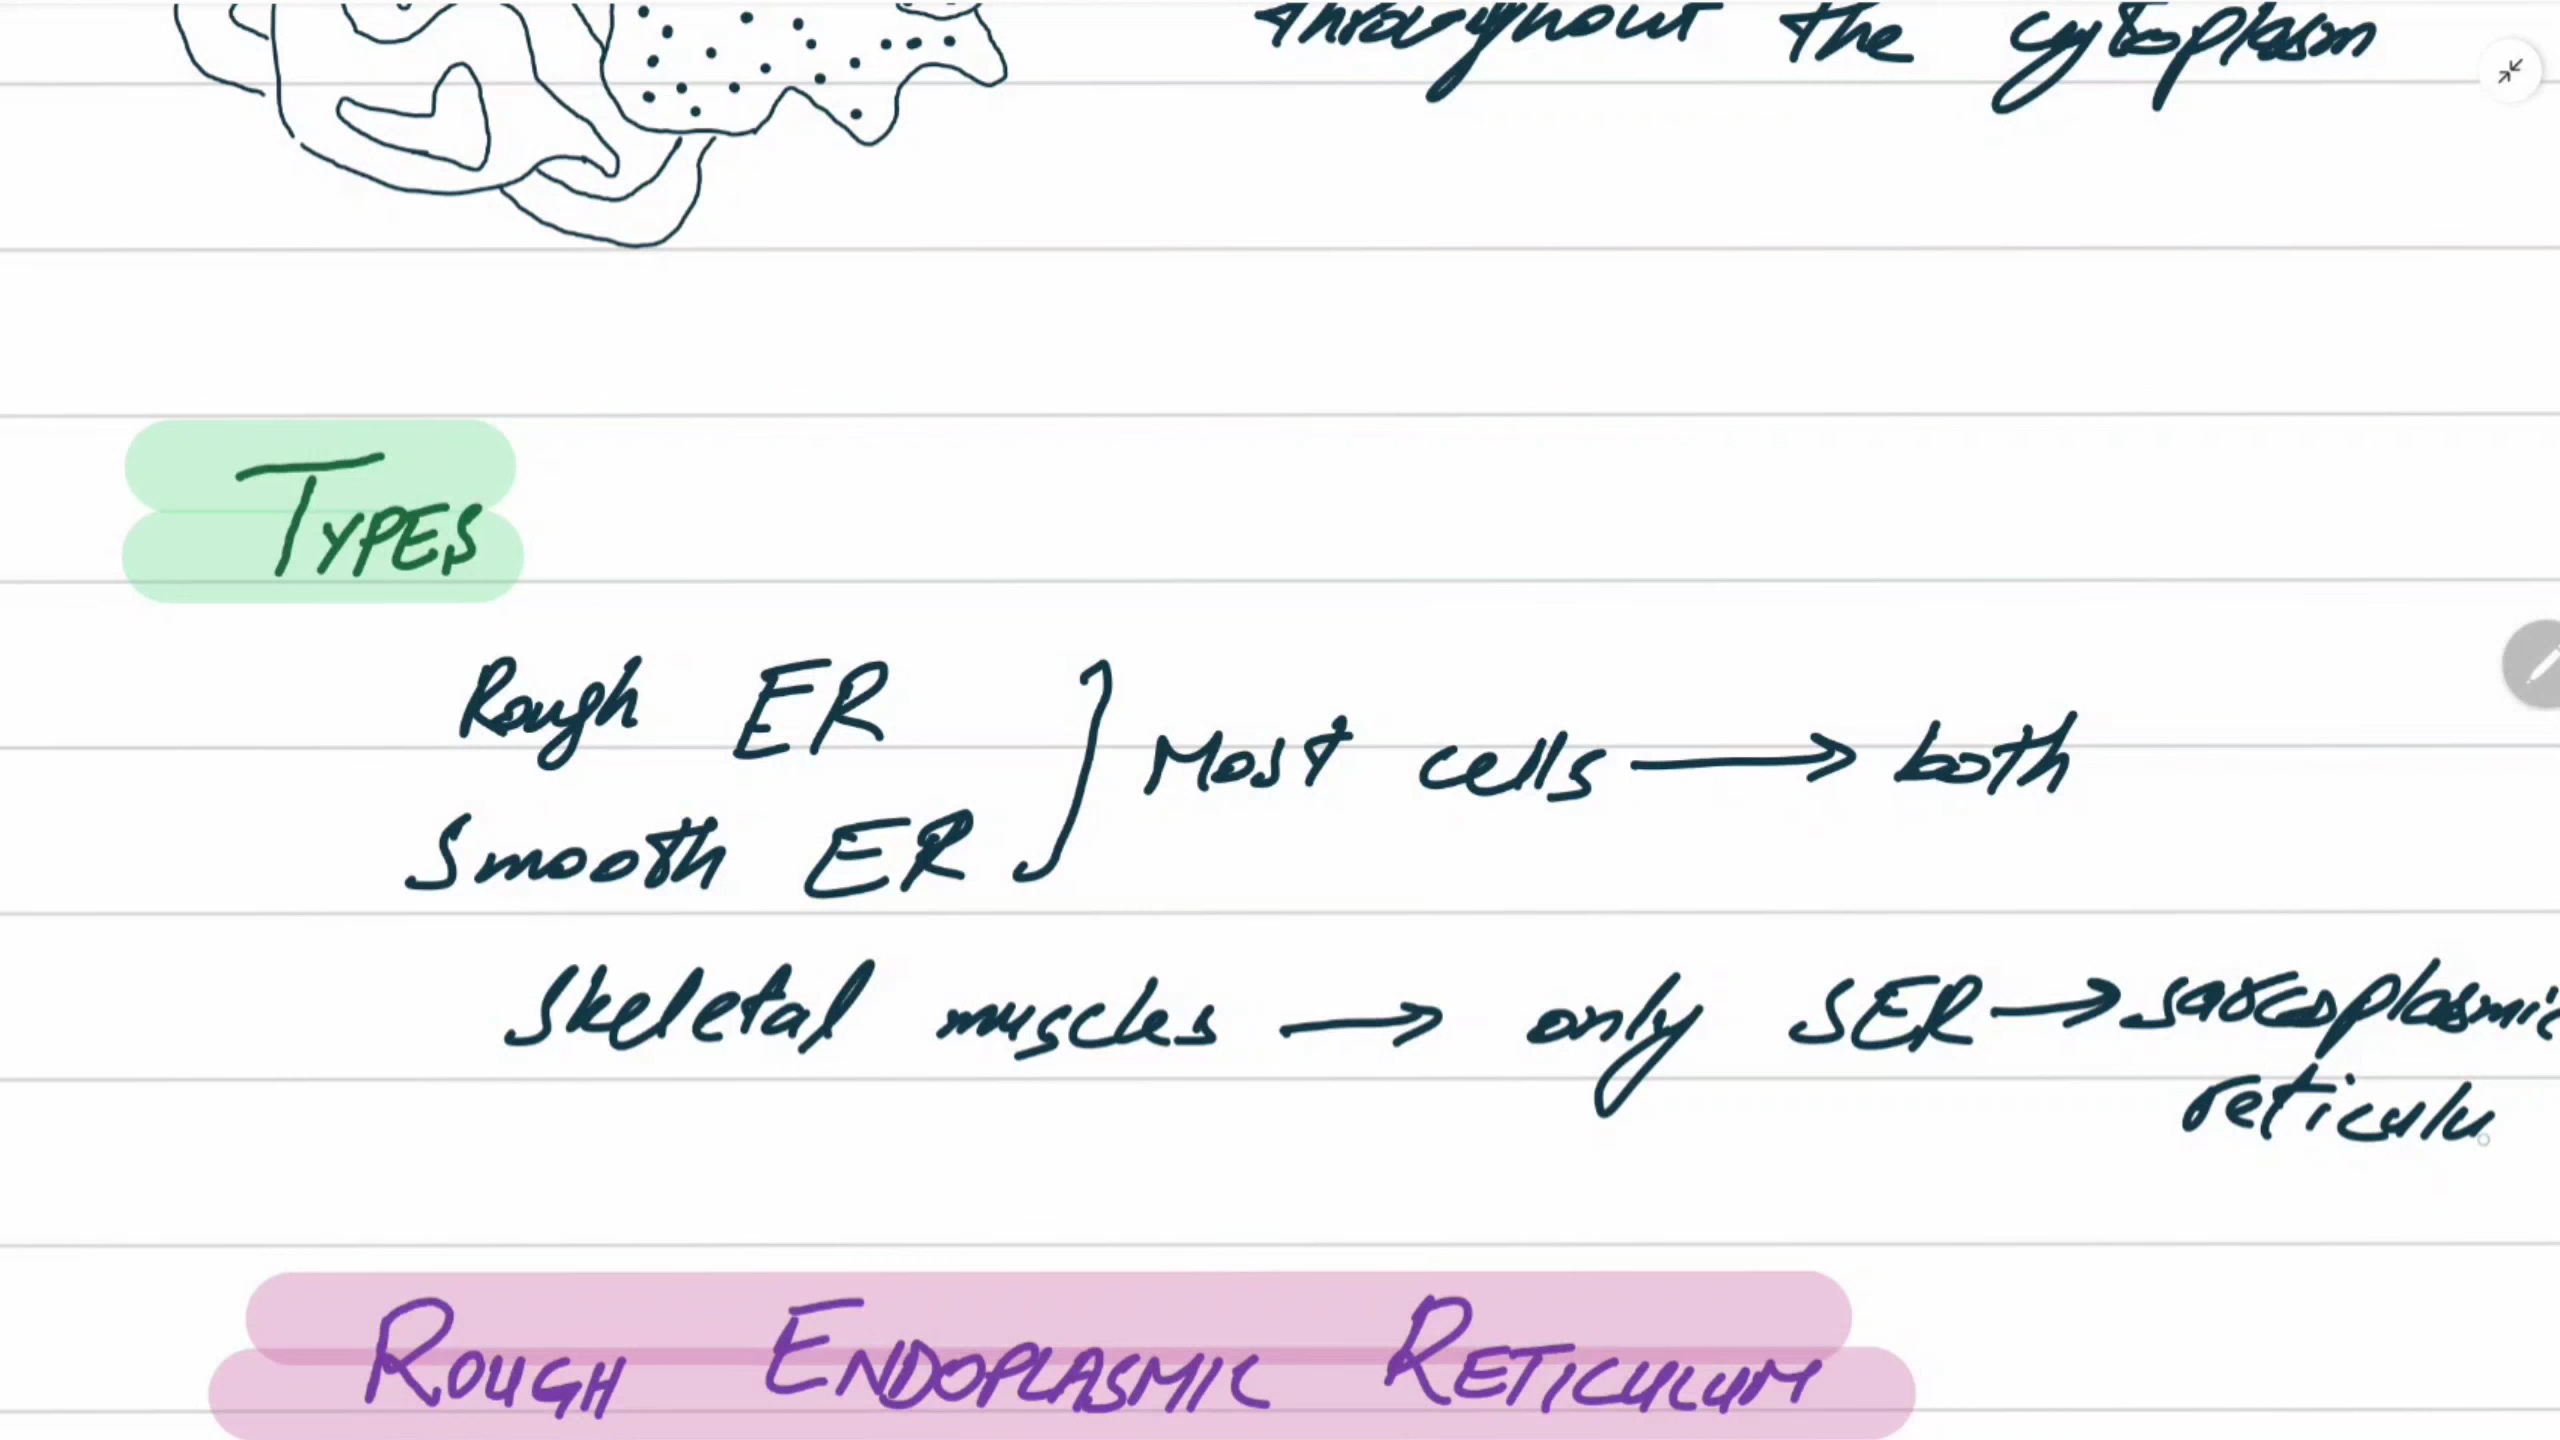 throughout the cytoplasm
TYPES
Rough ER
Most cells → both
Smooth ER
Skeletal muscles → only SER → sarcoplasmic
reticulu
ROUGH ENDOPLASMIC RETICULUM